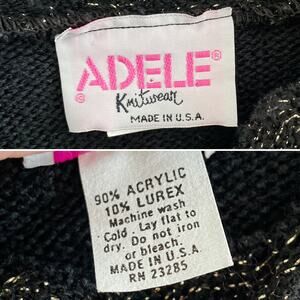 ADELE®
Knitwear
MADE IN U.S.A.
90% ACRYLIC
10% LUREX
Machine wash
Cold. Lay flat to
dry. Do not iron
or bleach.
MADE IN U.S.A.
RN 23285